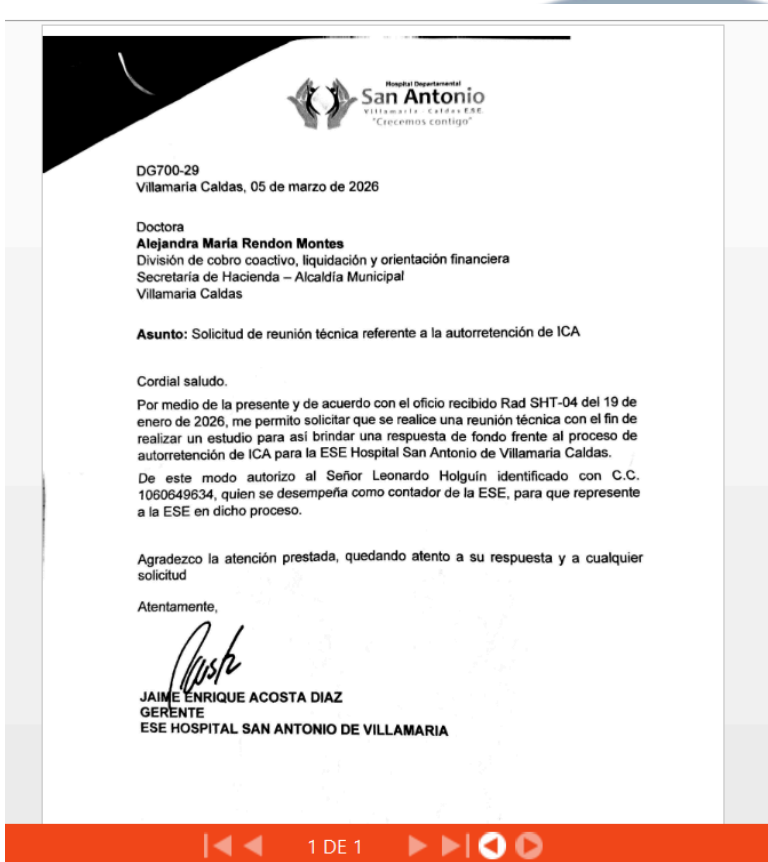 Hospital Departamental
San Antonio
Villamaria - Caldas E.S.E.
"Crecemos contigo"
DG700-29
Villamaria Caldas, 05 de marzo de 2026
Doctora
Alejandra María Rendon Montes
División de cobro coactivo, liquidación y orientación financiera
Secretaría de Hacienda – Alcaldía Municipal
Villamaria Caldas
Asunto: Solicitud de reunión técnica referente a la autorretención de ICA
Cordial saludo.
Por medio de la presente y de acuerdo con el oficio recibido Rad SHT-04 del 19 de
enero de 2026, me permito solicitar que se realice una reunión técnica con el fin de
realizar un estudio para así brindar una respuesta de fondo frente al proceso de
autorretención de ICA para la ESE Hospital San Antonio de Villamaria Caldas.
De este modo autorizo al Señor Leonardo Holguín identificado con C.C.
1060649634, quien se desempeña como contador de la ESE, para que represente
a la ESE en dicho proceso.
Agradezco la atención prestada, quedando atento a su respuesta y a cualquier
solicitud
Atentamente,
JAIME ENRIQUE ACOSTA DIAZ
GERENTE
ESE HOSPITAL SAN ANTONIO DE VILLAMARIA
1 DE 1